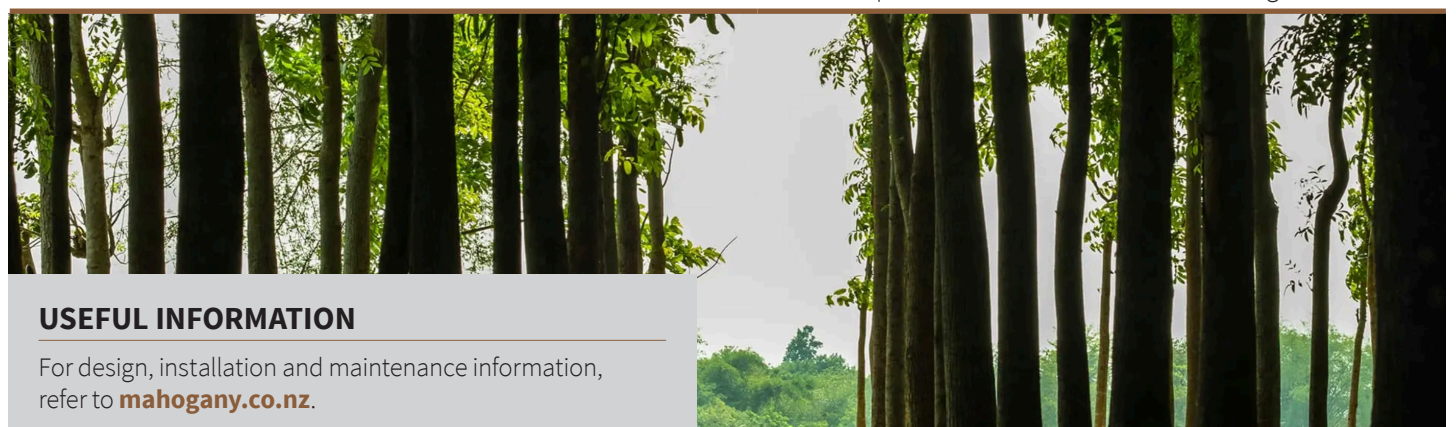 USEFUL INFORMATION
For design, installation and maintenance information,
refer to mahogany.co.nz.